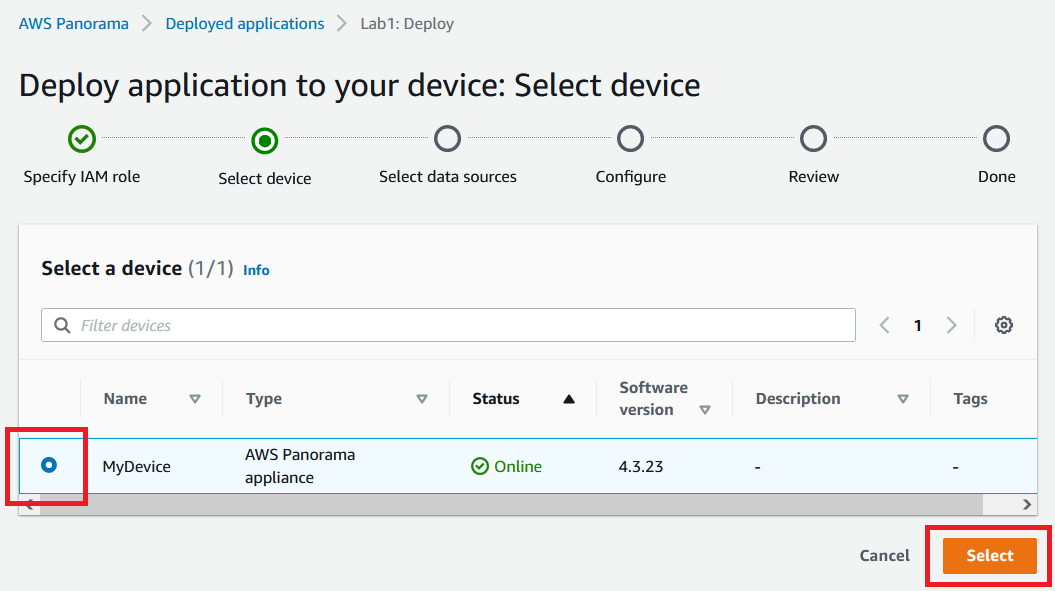 AWS Panorama > Deployed applications > Lab1: Deploy
Deploy application to your device: Select device
Specify IAM role
Select device
Select data sources
Configure
Review
Done
Select a device (1/1) Info
Filter devices
1
Name
Type
Status
Software
version
Description
Tags
MyDevice
AWS Panorama
appliance
Online
4.3.23
-
-
Cancel
Select